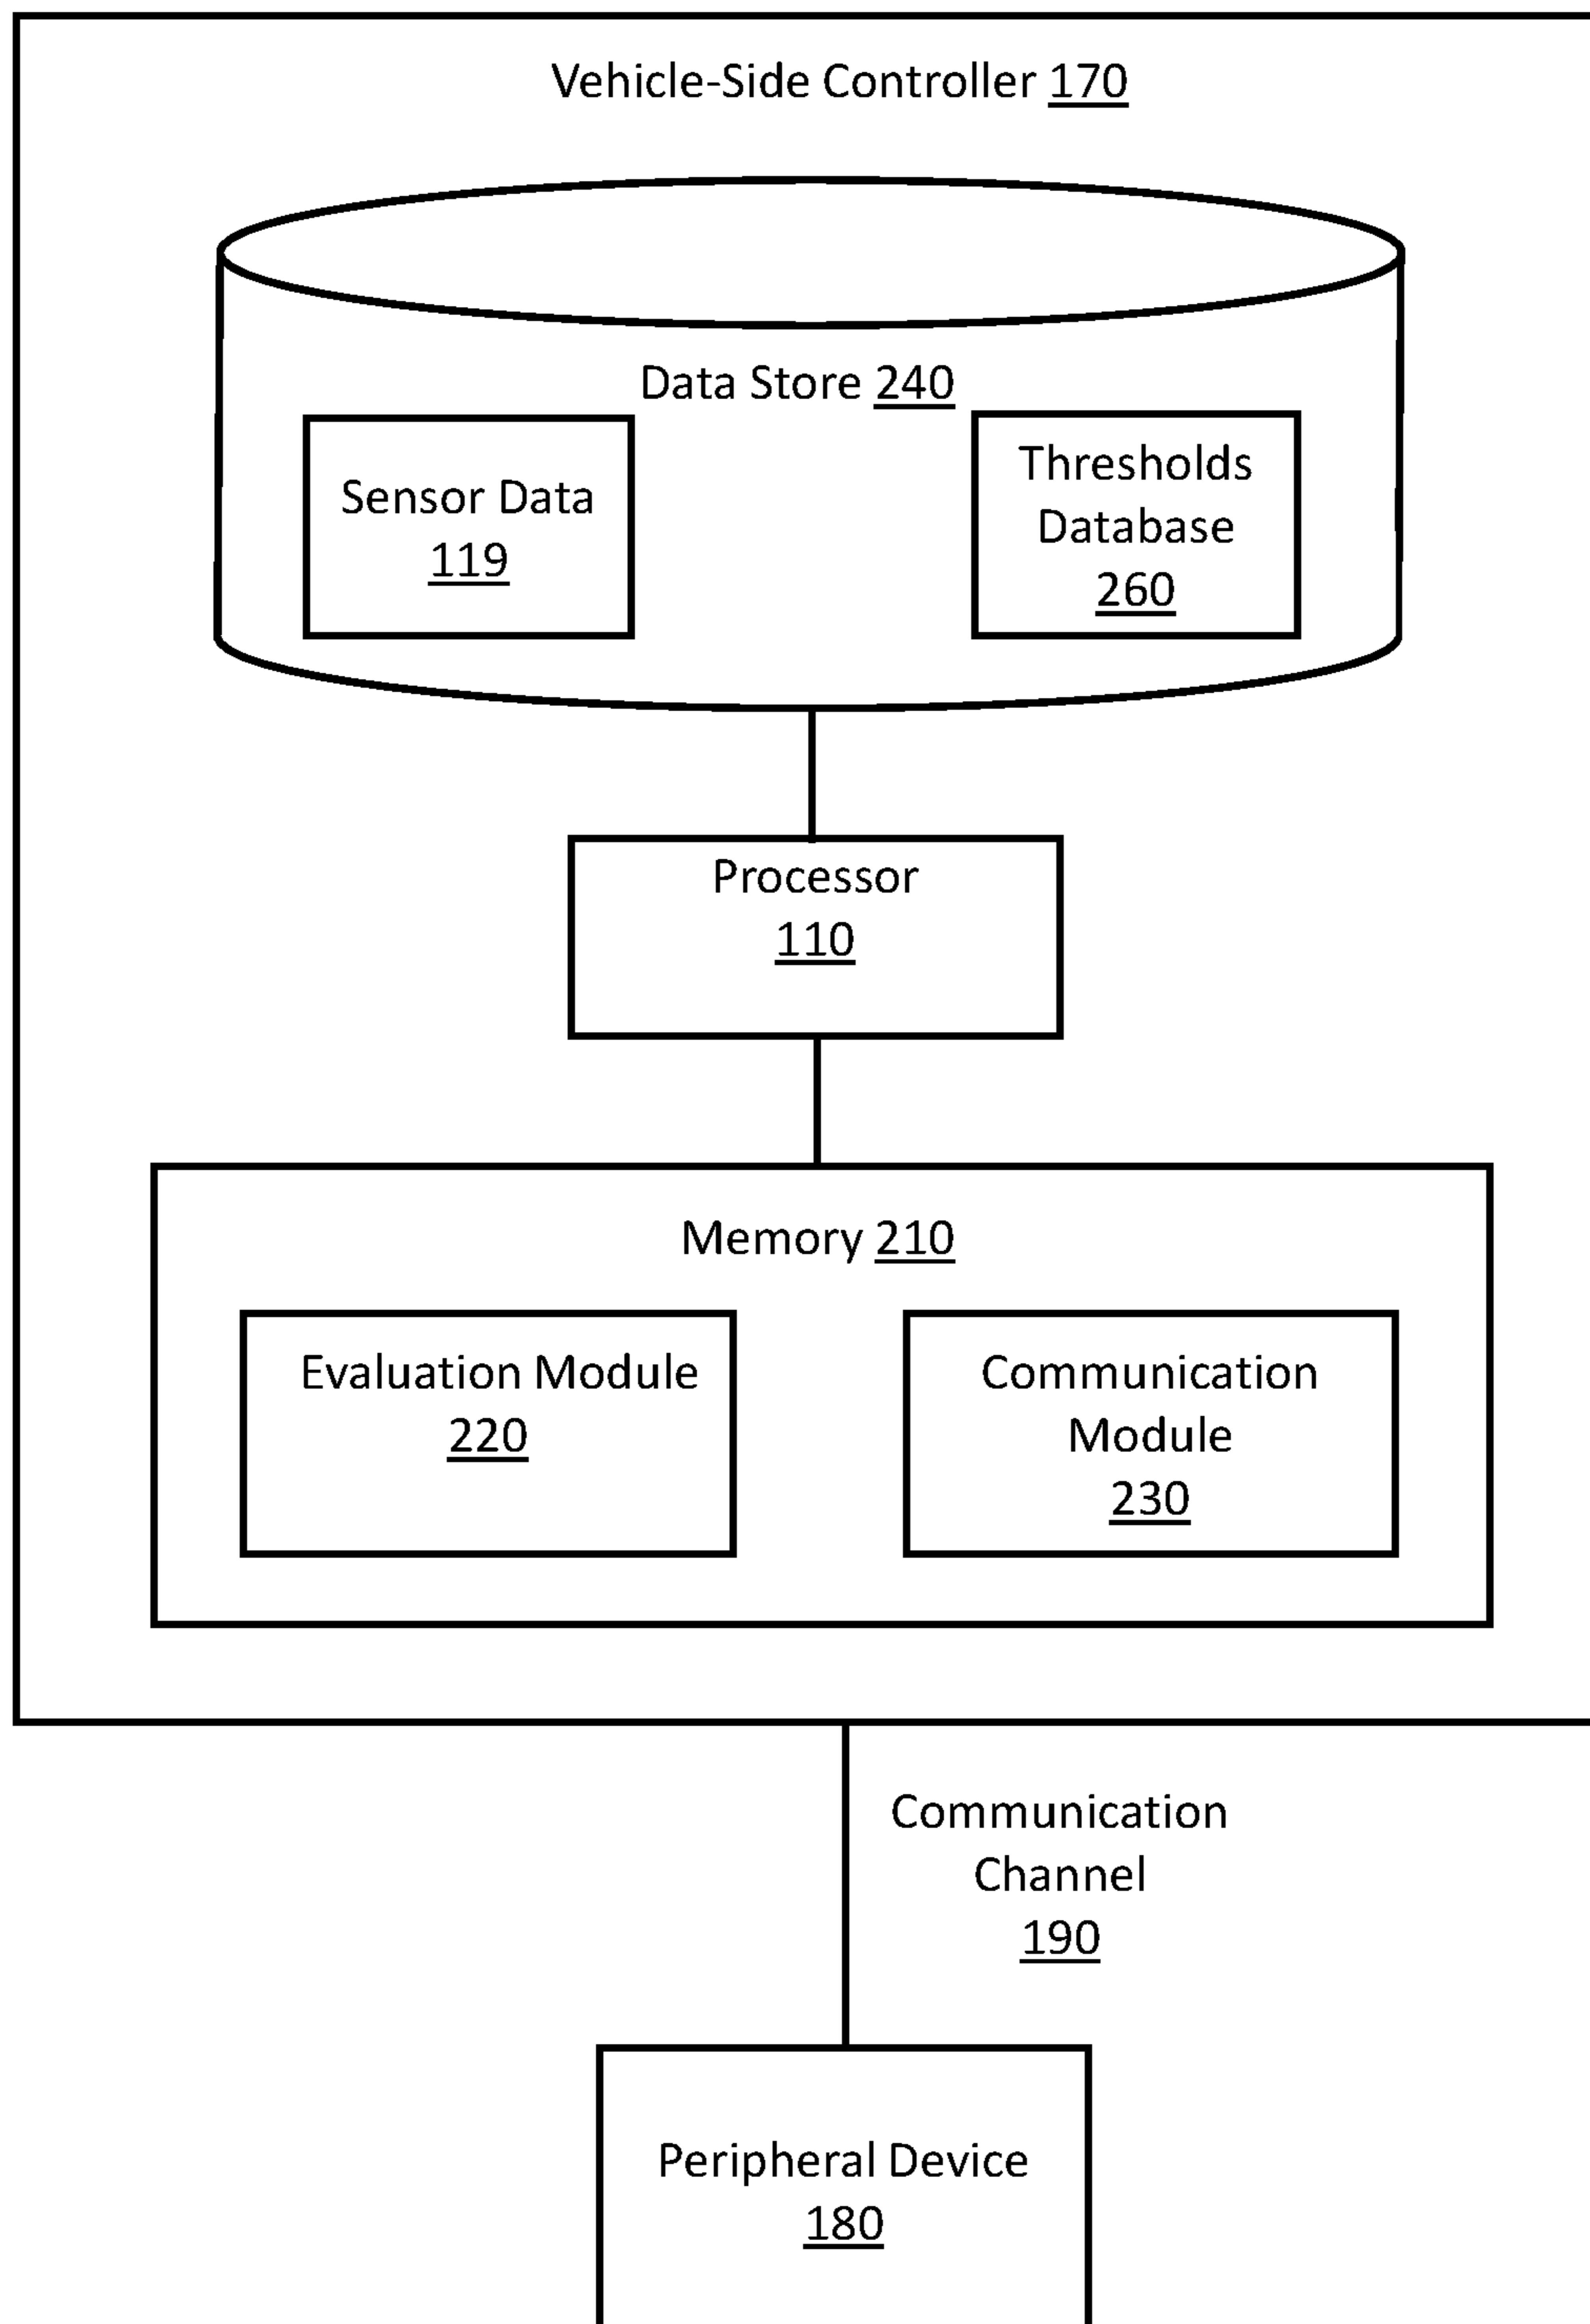 Vehicle-Side Controller 170
Data Store 240
Sensor Data
119
Thresholds
Database
260
Processor
110
Memory 210
Evaluation Module
220
Communication
Module
230
Communication
Channel
190
Peripheral Device
180